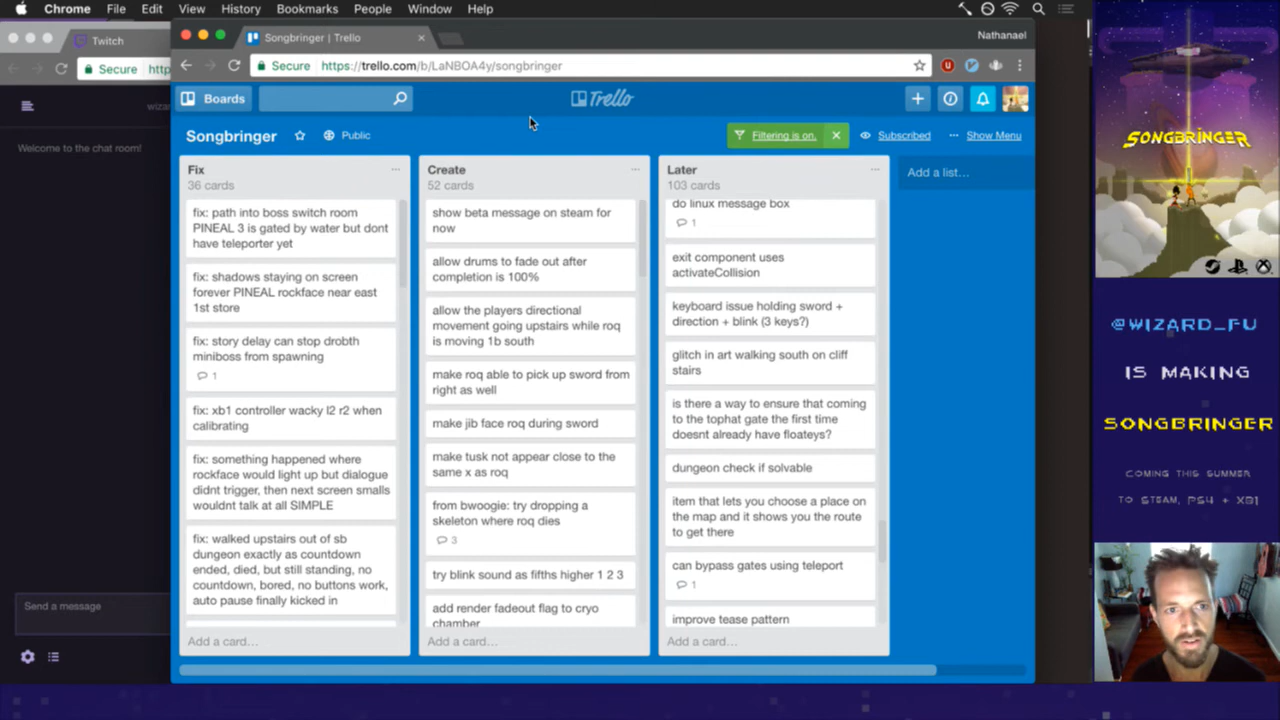 Chrome File Edit View History Bookmarks People Window Help
Twitch
Songbringer | Trello
Nathanael
Secure
Secure https://trello.com/b/LaNBOA4y/songbringer
Boards
Trello
Welcome to the chat room!
Songbringer
Public
Filtering is on.
Subscribed
Show Menu
Fix
36 cards
fix: path into boss switch room
PINEAL 3 is gated by water but dont
have teleporter yet
fix: shadows staying on screen
forever PINEAL rockface near east
1st store
fix: story delay can stop drobth
miniboss from spawning
1
fix: xb1 controller wacky l2 r2 when
calibrating
fix: something happened where
rockface would light up but dialogue
didnt trigger, then next screen smalls
wouldnt talk at all SIMPLE
fix: walked upstairs out of sb
dungeon exactly as countdown
ended, died, but still standing, no
countdown, bored, no buttons work,
auto pause finally kicked in
Add a card…
Create
52 cards
show beta message on steam for
now
allow drums to fade out after
completion is 100%
allow the players directional
movement going upstairs while roq
is moving 1b south
make roq able to pick up sword from
right as well
make jib face roq during sword
make tusk not appear close to the
same x as roq
from bwoogie: try dropping a
skeleton where roq dies
3
try blink sound as fifths higher 1 2 3
add render fadeout flag to cryo
chamber
Add a card…
Later
103 cards
do linux message box
1
exit component uses
activateCollision
keyboard issue holding sword +
direction + blink (3 keys?)
glitch in art walking south on cliff
stairs
is there a way to ensure that coming
to the tophat gate the first time
doesnt already have floateys?
dungeon check if solvable
item that lets you choose a place on
the map and it shows you the route
to get there
can bypass gates using teleport
1
improve tease pattern
Add a card…
Add a list…
Send a message
SONGBRINGER
@WIZARD_FU
IS MAKING
SONGBRINGER
COMING THIS SUMMER
TO STEAM, PS4 + XB1